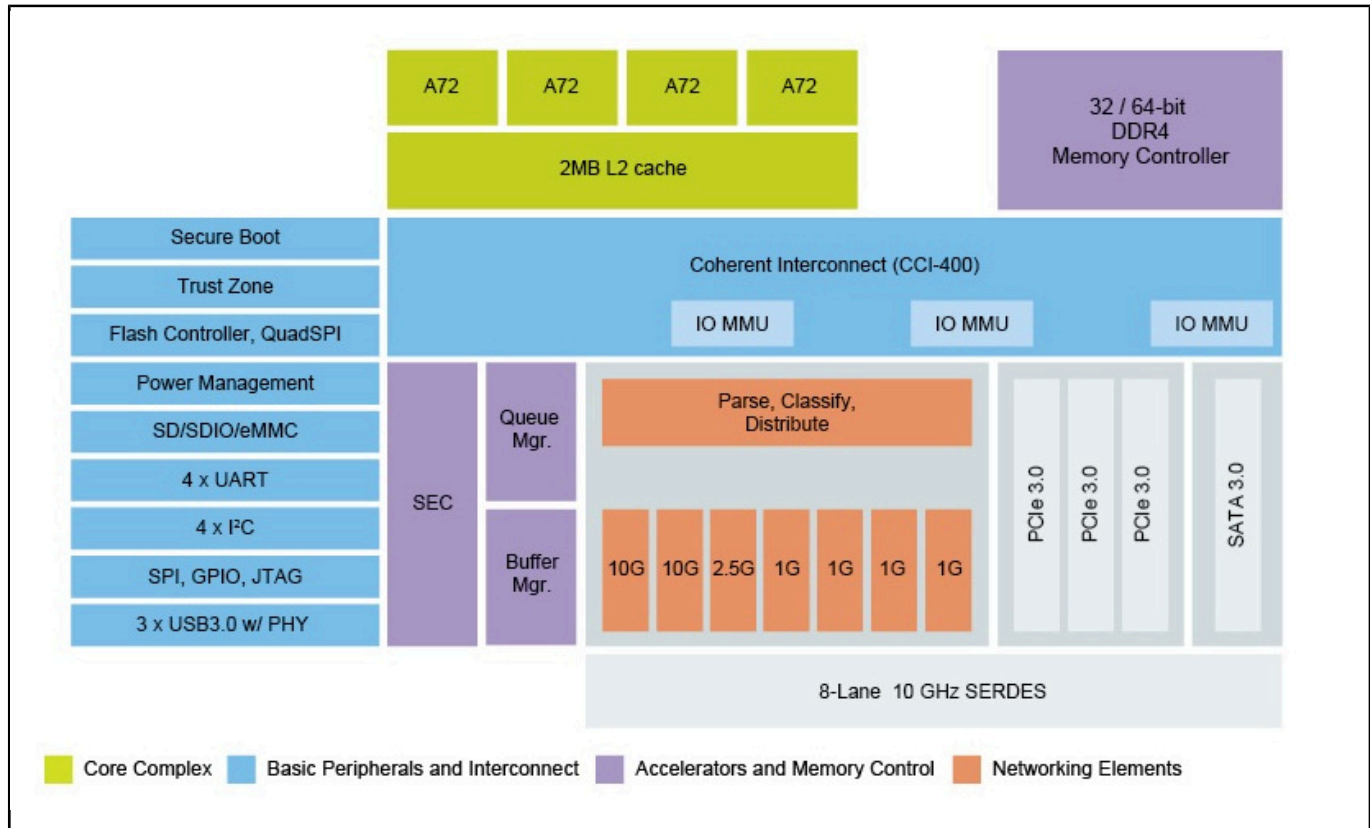 A72
A72
A72
A72
32 / 64-bit
DDR4
Memory Controller
2MB L2 cache
Secure Boot
Trust Zone
Flash Controller, QuadSPI
Power Management
SD/SDIO/eMMC
4 x UART
4 x I²C
SPI, GPIO, JTAG
3 x USB3.0 w/ PHY
Coherent Interconnect (CCI-400)
IO MMU
IO MMU
IO MMU
SEC
Queue
Mgr.
Buffer
Mgr.
Parse, Classify,
Distribute
10G
10G
2.5G
1G
1G
1G
1G
PCIe 3.0
PCIe 3.0
PCIe 3.0
SATA 3.0
8-Lane 10 GHz SERDES
Core Complex
Basic Peripherals and Interconnect
Accelerators and Memory Control
Networking Elements